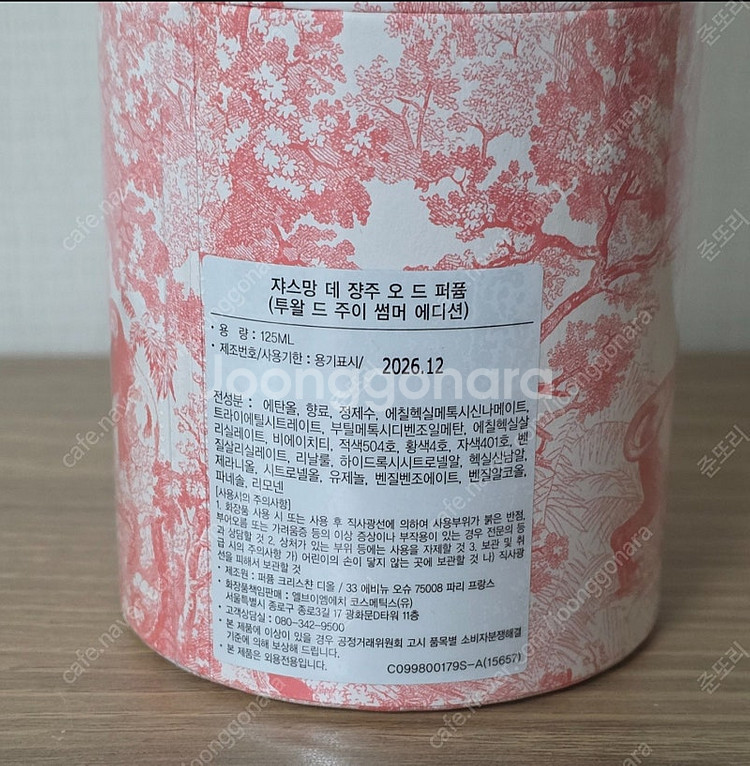 쟈스망 데 쟝주 오 드 퍼퓸
(투왈 드 주이 썸머 에디션)
• 용 량 : 125ML
• 제조번호/사용기한 : 용기표시/ 2026.12
전성분 : 에탄올, 향료, 정제수, 에칠헥실메톡시신나메이트,
트라이에틸시트레이트, 부틸메톡시디벤조일메탄, 에칠헥실살
리실레이트, 비에이치티, 적색504호, 황색4호, 자색401호, 벤
질살리실레이트, 리날룰, 하이드록시시트로넬알, 헥실신남알,
제라니올, 시트로넬올, 유제놀, 벤질벤조에이트, 벤질알코올,
파네솔, 리모넨
[사용시의 주의사항]
1. 화장품 사용 시 또는 사용 후 직사광선에 의하여 사용부위가 붉은 반점,
부어오름 또는 가려움증 등의 이상 증상이나 부작용이 있는 경우 전문의 등
과 상담할 것 2. 상처가 있는 부위 등에는 사용을 자제할 것 3. 보관 및 취
급 시의 주의사항 가) 어린이의 손이 닿지 않는 곳에 보관할 것 나) 직사광
선을 피해서 보관할 것
• 제조원 : 퍼퓸 크리스챤 디올 / 33 애비뉴 오슈 75008 파리 프랑스
• 화장품책임판매 : 엘브이엠에치 코스메틱스(유)
서울특별시 종로구 종로3길 17 광화문D타워 11층
• 고객상담실 : 080-342-9500
• 본 제품에 이상이 있을 경우 공정거래위원회 고시 품목별 소비자분쟁해결
기준에 의해 보상해 드립니다.
• 본 제품은 외용전용입니다.
C099800179S-A(15657)
loonggonara
cafe.naver.com/loonggonara
준또리